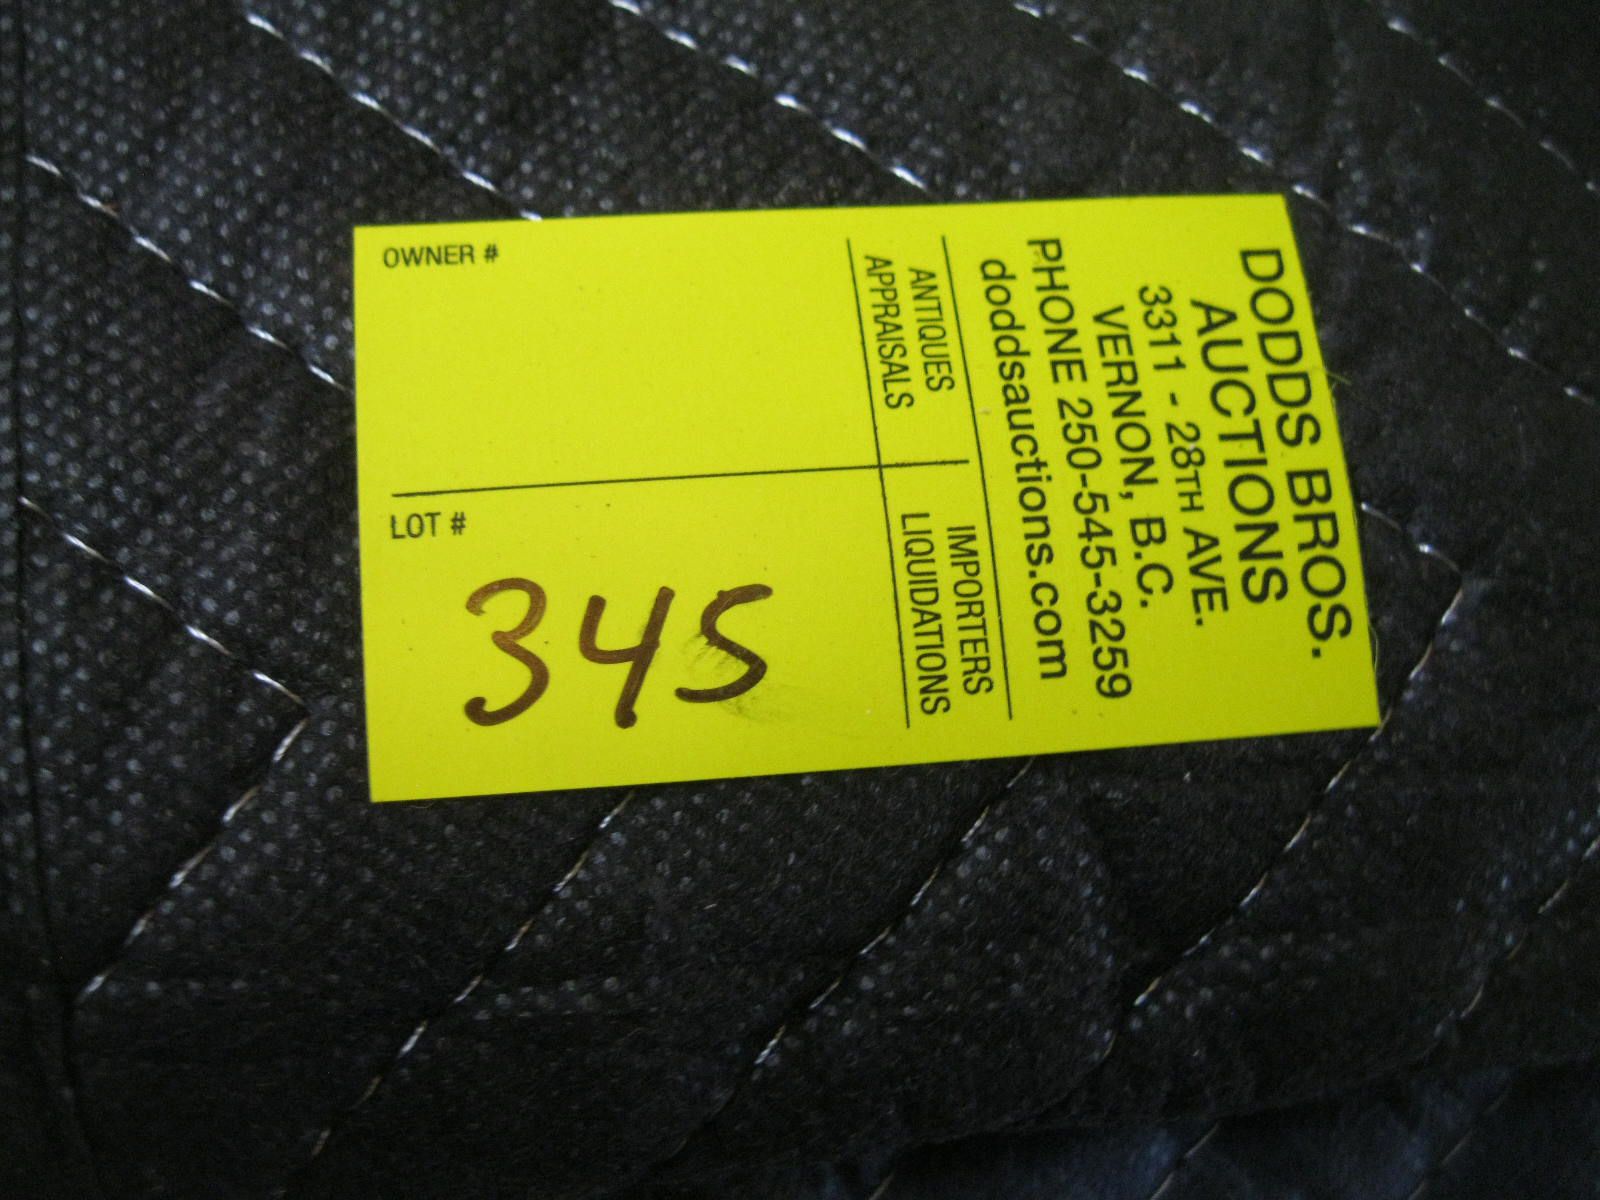 DODDS BROS.
AUCTIONS
3311 - 28TH AVE.
VERNON, B.C.
PHONE 250-545-3259
doddsauctions.com
ANTIQUES
APPRAISALS
IMPORTERS
LIQUIDATIONS
OWNER #
LOT #
345